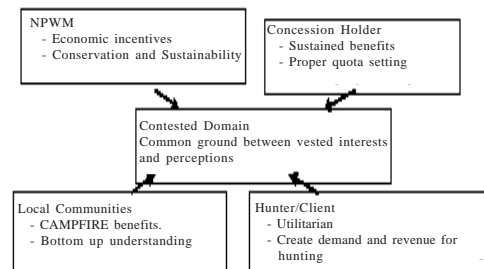 NPWM
- Economic incentives
- Conservation and Sustainability
Concession Holder
- Sustained benefits
- Proper quota setting
Contested Domain
Common ground between vested interests
and perceptions
Local Communities
- CAMPFIRE benefits.
- Bottom up understanding
Hunter/Client
- Utilitarian
- Create demand and revenue for
hunting